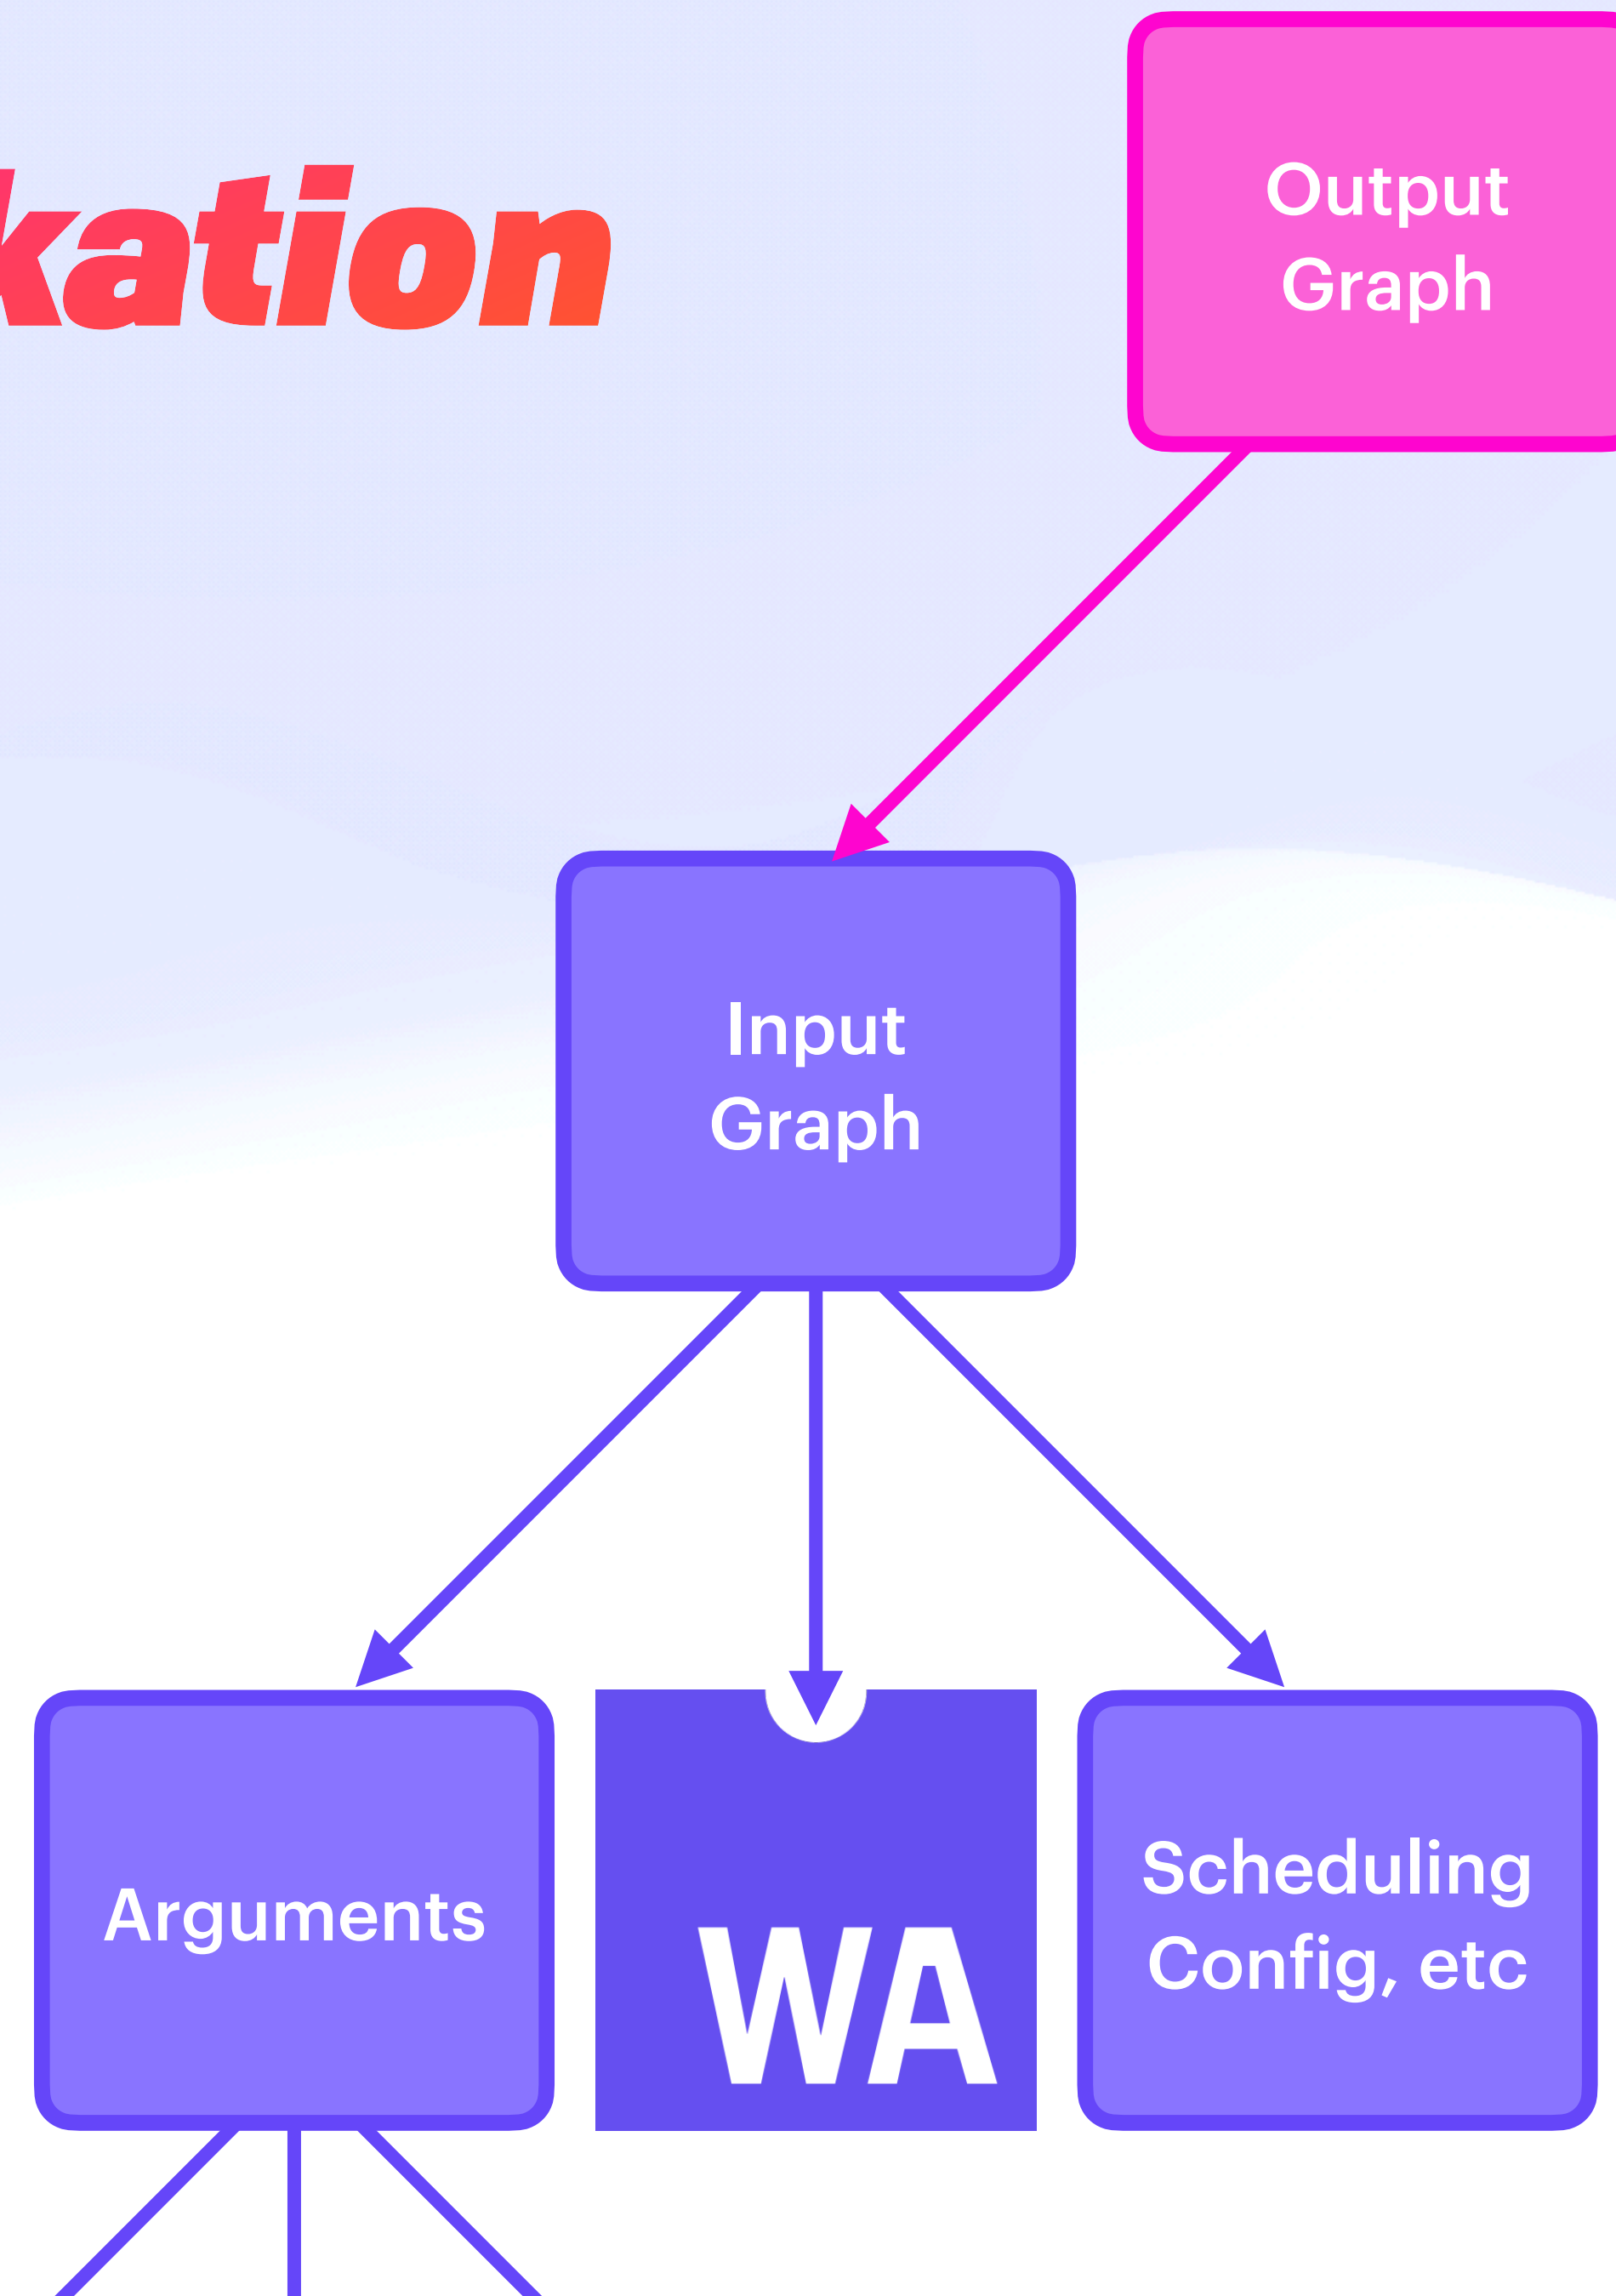 kation
Output
Graph
Input
Graph
Arguments
WA
Scheduling
Config, etc